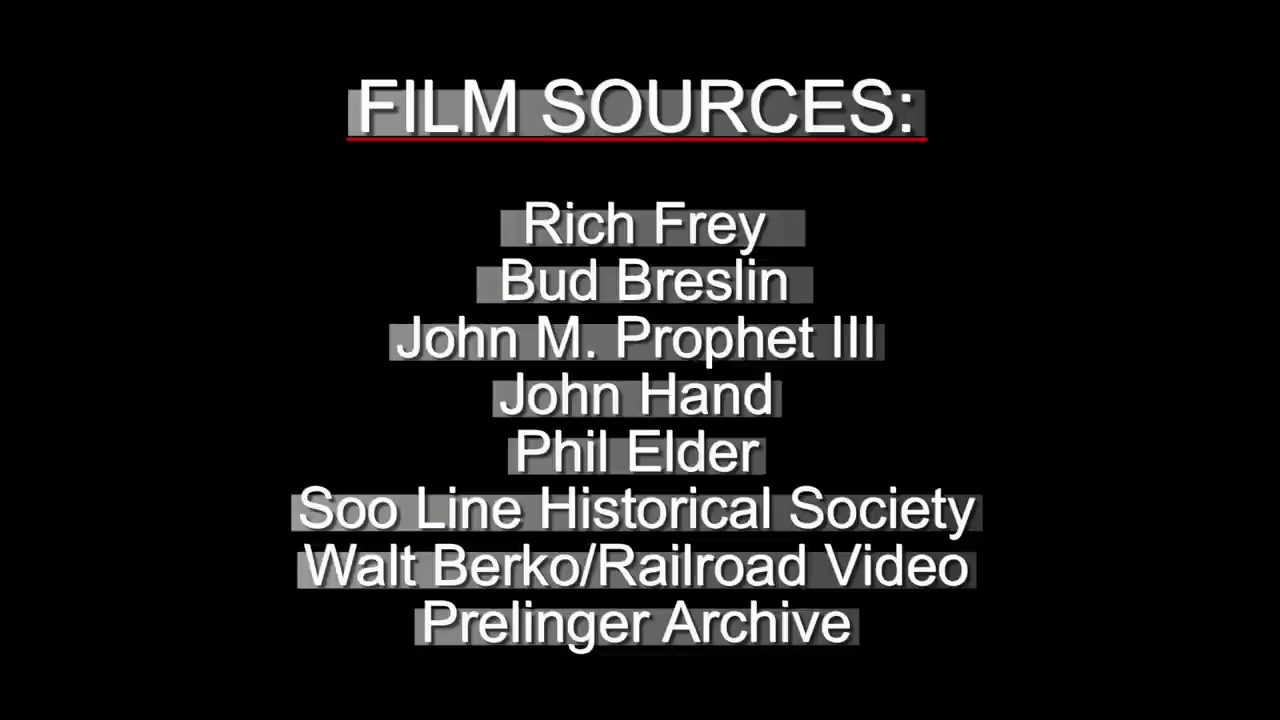 FILM SOURCES:
Rich Frey
Bud Breslin
John M. Prophet III
John Hand
Phil Elder
Soo Line Historical Society
Walt Berko/Railroad Video
Prelinger Archive